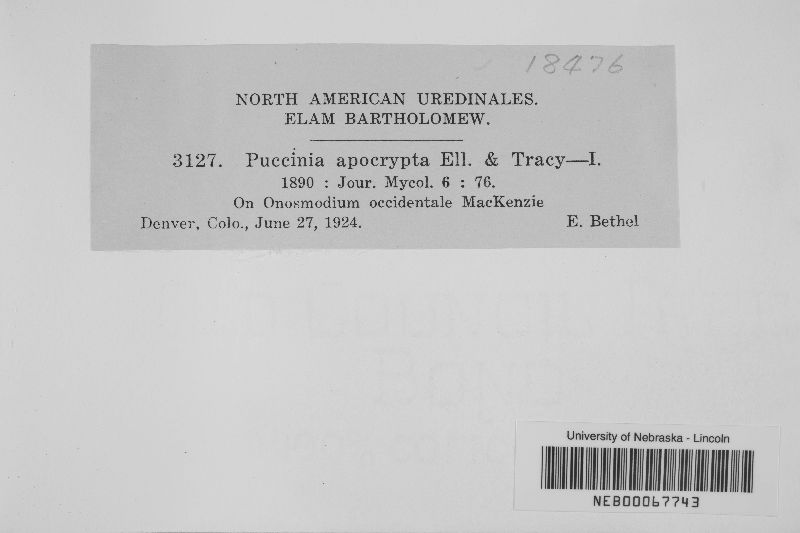 18476
NORTH AMERICAN UREDINALES.
ELAM BARTHOLOMEW.
3127. Puccinia apocrypta Ell. & Tracy—I.
1890 : Jour. Mycol. 6 : 76.
On Onosmodium occidentale MacKenzie
Denver, Colo., June 27, 1924. E. Bethel
University of Nebraska - Lincoln
NEB00067743